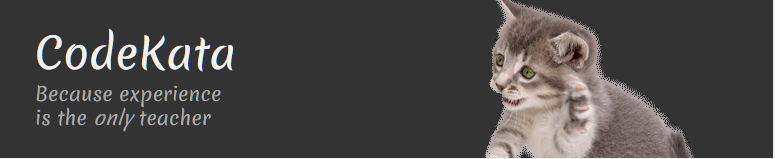 CodeKata
Because experience
is the only teacher